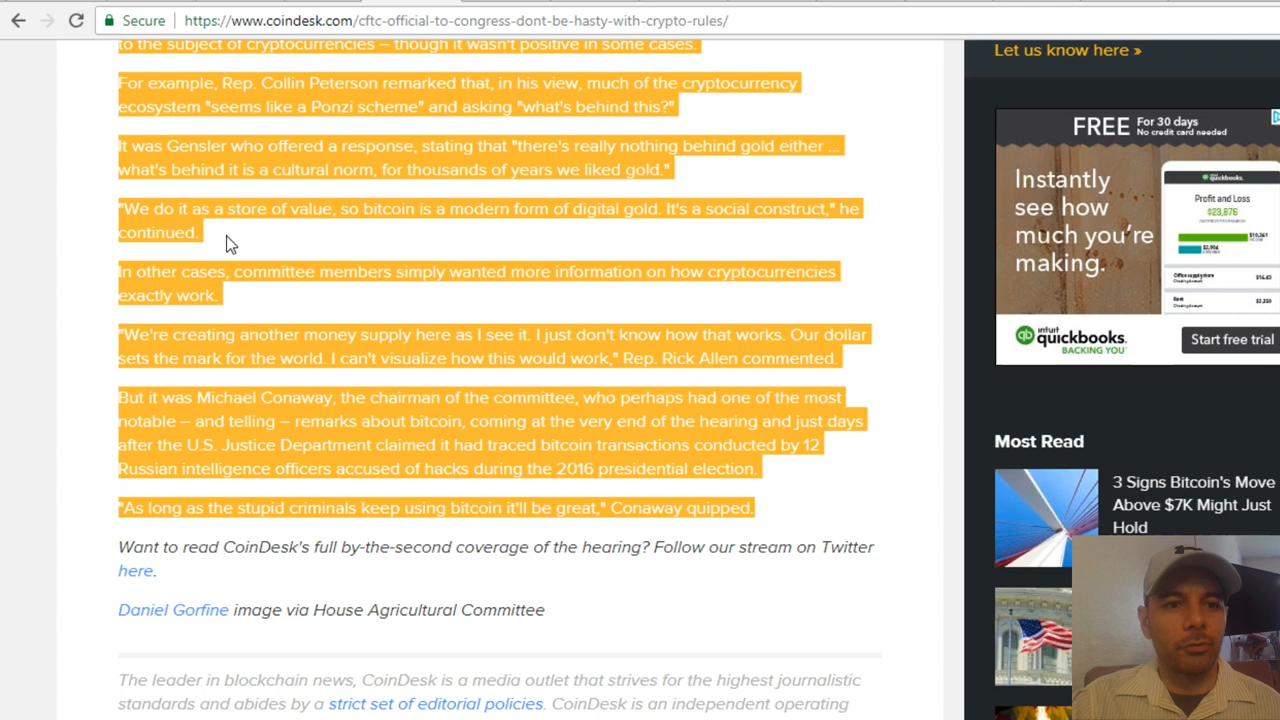 Secure https://www.coindesk.com/cftc-official-to-congress-dont-be-hasty-with-crypto-rules/
to the subject of cryptocurrencies – though it wasn't positive in some cases.
For example, Rep. Collin Peterson remarked that, in his view, much of the cryptocurrency
ecosystem "seems like a Ponzi scheme" and asking "what's behind this?"
It was Gensler who offered a response, stating that "there's really nothing behind gold either ...
what's behind it is a cultural norm, for thousands of years we liked gold."
"We do it as a store of value, so bitcoin is a modern form of digital gold. It's a social construct," he
continued.
In other cases, committee members simply wanted more information on how cryptocurrencies
exactly work.
"We're creating another money supply here as I see it. I just don't know how that works. Our dollar
sets the mark for the world. I can't visualize how this would work," Rep. Rick Allen commented.
But it was Michael Conaway, the chairman of the committee, who perhaps had one of the most
notable – and telling – remarks about bitcoin, coming at the very end of the hearing and just days
after the U.S. Justice Department claimed it had traced bitcoin transactions conducted by 12
Russian intelligence officers accused of hacks during the 2016 presidential election.
"As long as the stupid criminals keep using bitcoin it'll be great," Conaway quipped.
Want to read CoinDesk's full by-the-second coverage of the hearing? Follow our stream on Twitter
here.
Daniel Gorfine image via House Agricultural Committee
The leader in blockchain news, CoinDesk is a media outlet that strives for the highest journalistic
standards and abides by a strict set of editorial policies. CoinDesk is an independent operating
Let us know here »
FREE For 30 days
No credit card needed
Instantly
see how
much you're
making.
quickbooks.
Profit and Loss
$23,876
Office supply store
Rent
intuit
quickbooks
BACKING YOU
Start free trial
Most Read
3 Signs Bitcoin's Move
Above $7K Might Just
Hold